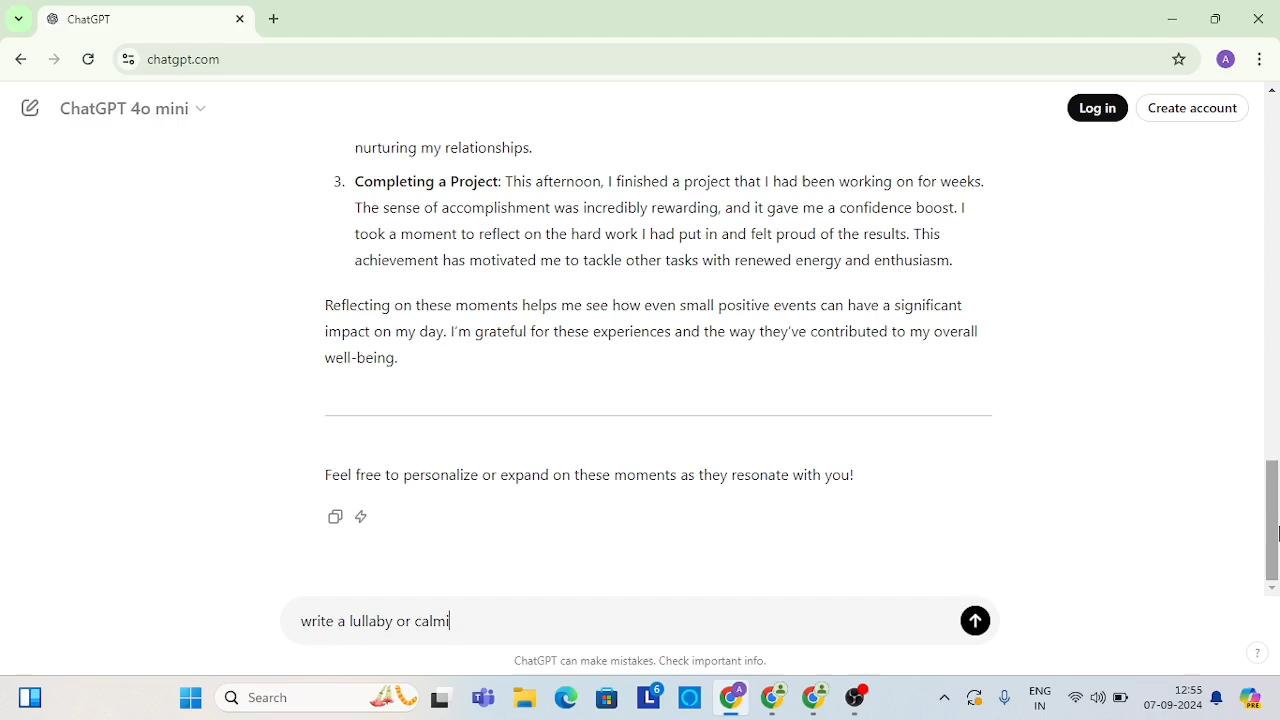 ChatGPT
chatgpt.com
A
ChatGPT 4o mini
Log in
Create account
nurturing my relationships.
3. Completing a Project: This afternoon, I finished a project that I had been working on for weeks.
The sense of accomplishment was incredibly rewarding, and it gave me a confidence boost. I
took a moment to reflect on the hard work I had put in and felt proud of the results. This
achievement has motivated me to tackle other tasks with renewed energy and enthusiasm.
Reflecting on these moments helps me see how even small positive events can have a significant
impact on my day. I'm grateful for these experiences and the way they've contributed to my overall
well-being.
Feel free to personalize or expand on these moments as they resonate with you!
write a lullaby or calmi
ChatGPT can make mistakes. Check important info.
?
Search
L 6
A
ENG
IN
12:55
07-09-2024
PRE